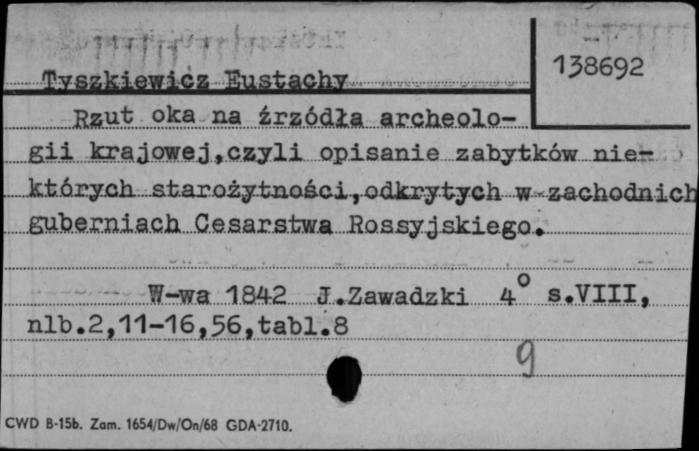 138692
Tyszkiewicz Eustachy
Rzut oka na źrzódła archeolo-
gii krajowej,czyli opisanie zabytków nie-
których starożytności,odkrytych w zachodnich
guberniach Cesarstwa Rossyjskiego.
W-wa 1842 J.Zawadzki 4° s.VIII,
nlb.2,11-16,56,tabl.8
9
CWD B-15b. Zam. 1654/Dw/On/68 GDA-2710.